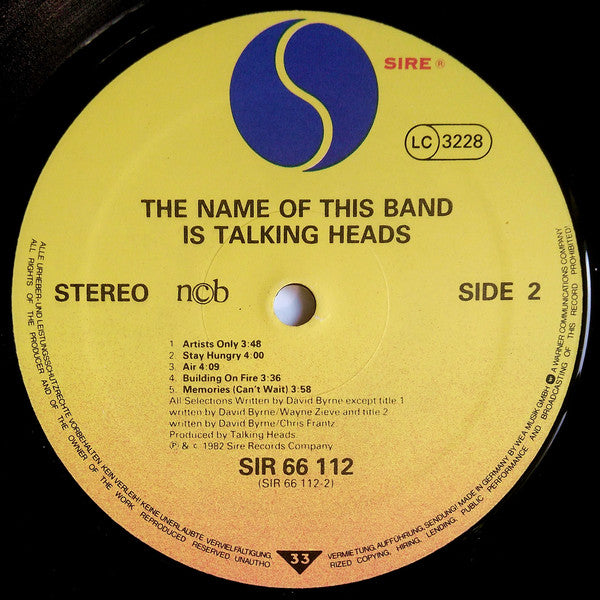 SIRE ®
LC 3228
THE NAME OF THIS BAND
IS TALKING HEADS
STEREO ncb SIDE 2
1 Artists Only 3:48
2 Stay Hungry 4:00
3 Air 4:09
4 Building On Fire 3:36
5. Memories (Can't Wait) 3:58
All Selections Written by David Byrne except title 1
written by David Byrne/Wayne Zieve and title 2
written by David Byrne/Chris Frantz
Produced by Talking Heads.
℗ & © 1982 Sire Records Company
SIR 66 112
(SIR 66 112-2)
33
ALLE URHEBER- UND LEISTUNGSSCHUTZRECHTE VORBEHALTEN. KEIN VERLEIH! KEINE UNERLAUBTE VERVIELFÄLTIGUNG, VERMIETUNG, AUFFÜHRUNG, SENDUNG! MADE IN GERMANY BY WEA MUSIK GMBH A WARNER COMMUNICATIONS COMPANY
ALL RIGHTS OF THE PRODUCER AND OF THE OWNER OF THE WORK REPRODUCED RESERVED. UNAUTHORIZED COPYING, HIRING, LENDING, PUBLIC PERFORMANCE AND BROADCASTING OF THIS RECORD PROHIBITED!